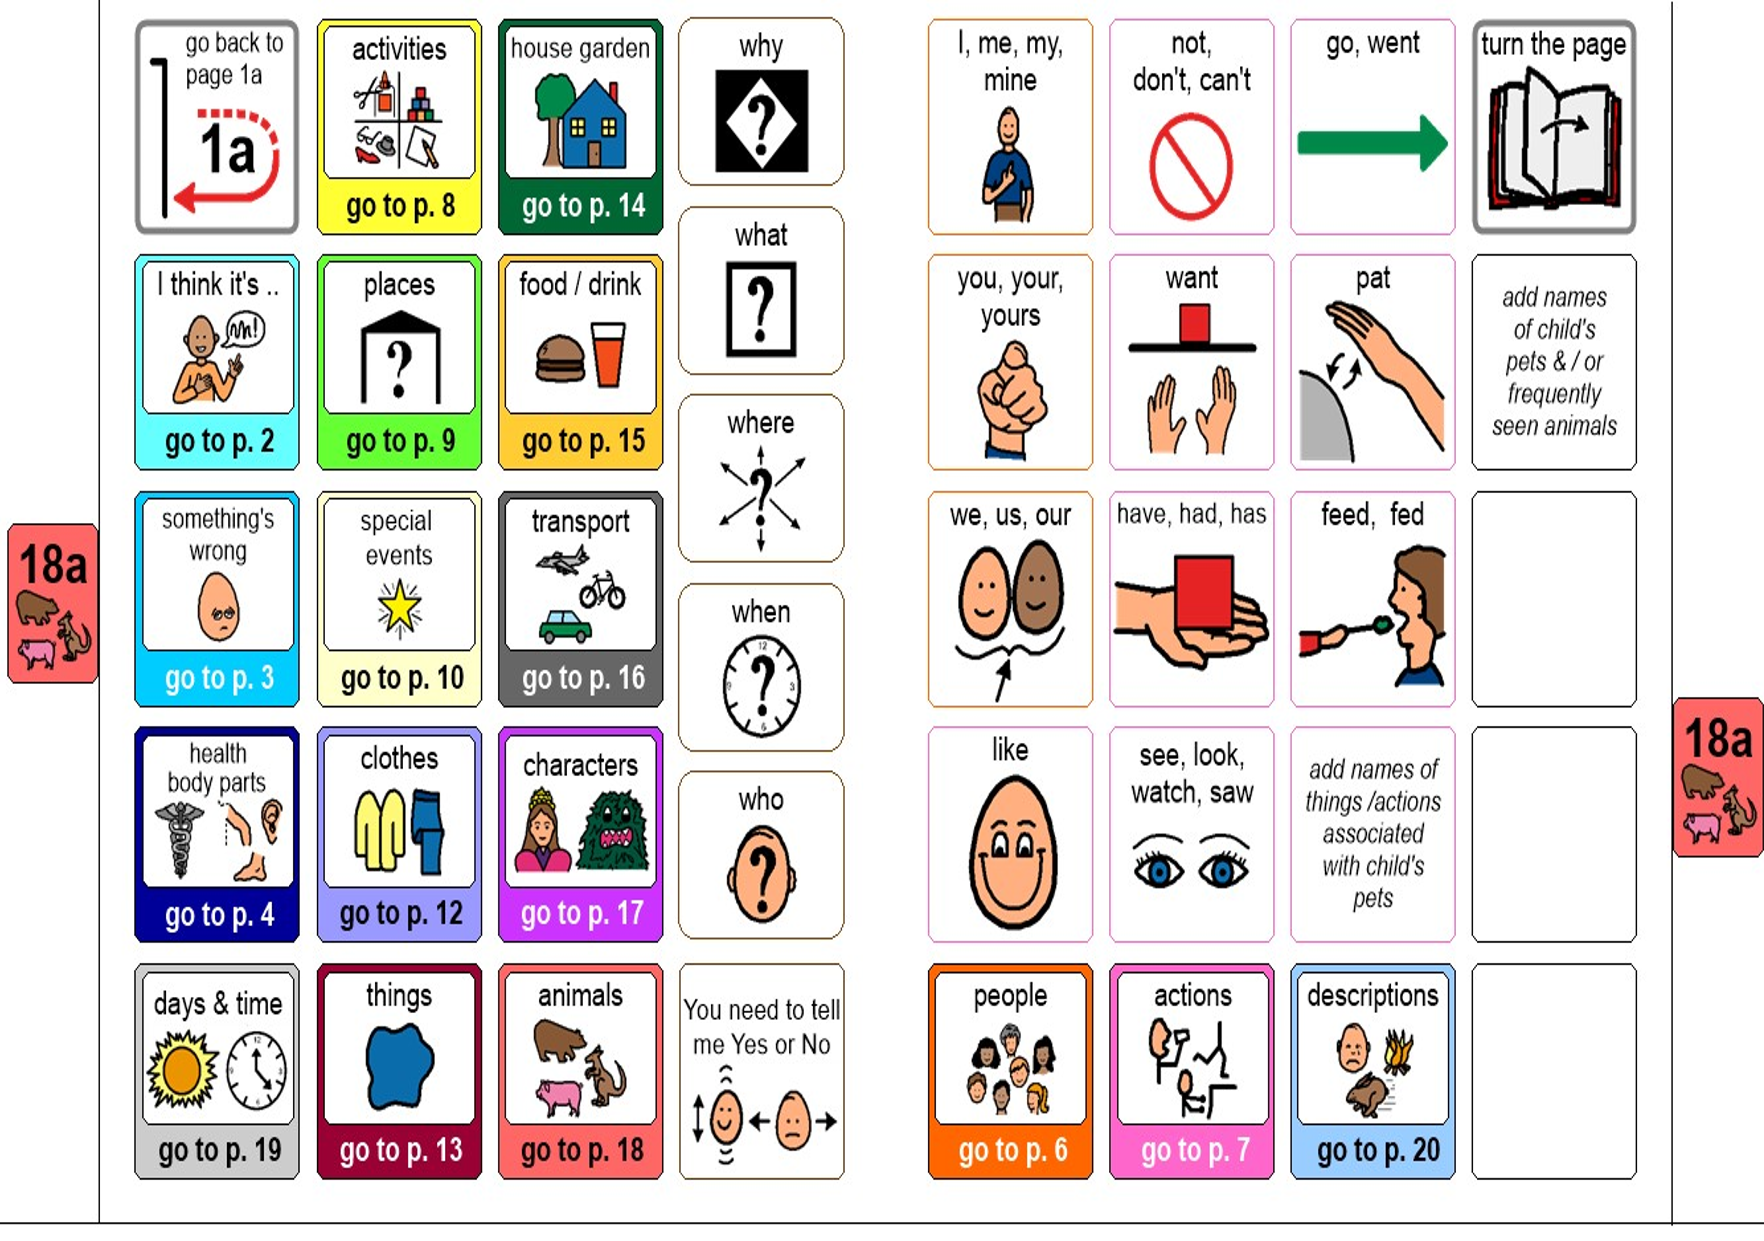 go back to
page 1a
1a
activities
go to p. 8
house garden
go to p. 14
why
I think it's ..
go to p. 2
places
go to p. 9
food / drink
go to p. 15
what
something's
wrong
go to p. 3
special
events
go to p. 10
transport
go to p. 16
where
health
body parts
go to p. 4
clothes
go to p. 12
characters
go to p. 17
when
who
days & time
go to p. 19
things
go to p. 13
animals
go to p. 18
You need to tell
me Yes or No
18a
I, me, my,
mine
not,
don't, can't
go, went
turn the page
you, your,
yours
want
pat
add names
of child's
pets & / or
frequently
seen animals
we, us, our
have, had, has
feed, fed
like
see, look,
watch, saw
add names of
things /actions
associated
with child's
pets
people
go to p. 6
actions
go to p. 7
descriptions
go to p. 20
18a